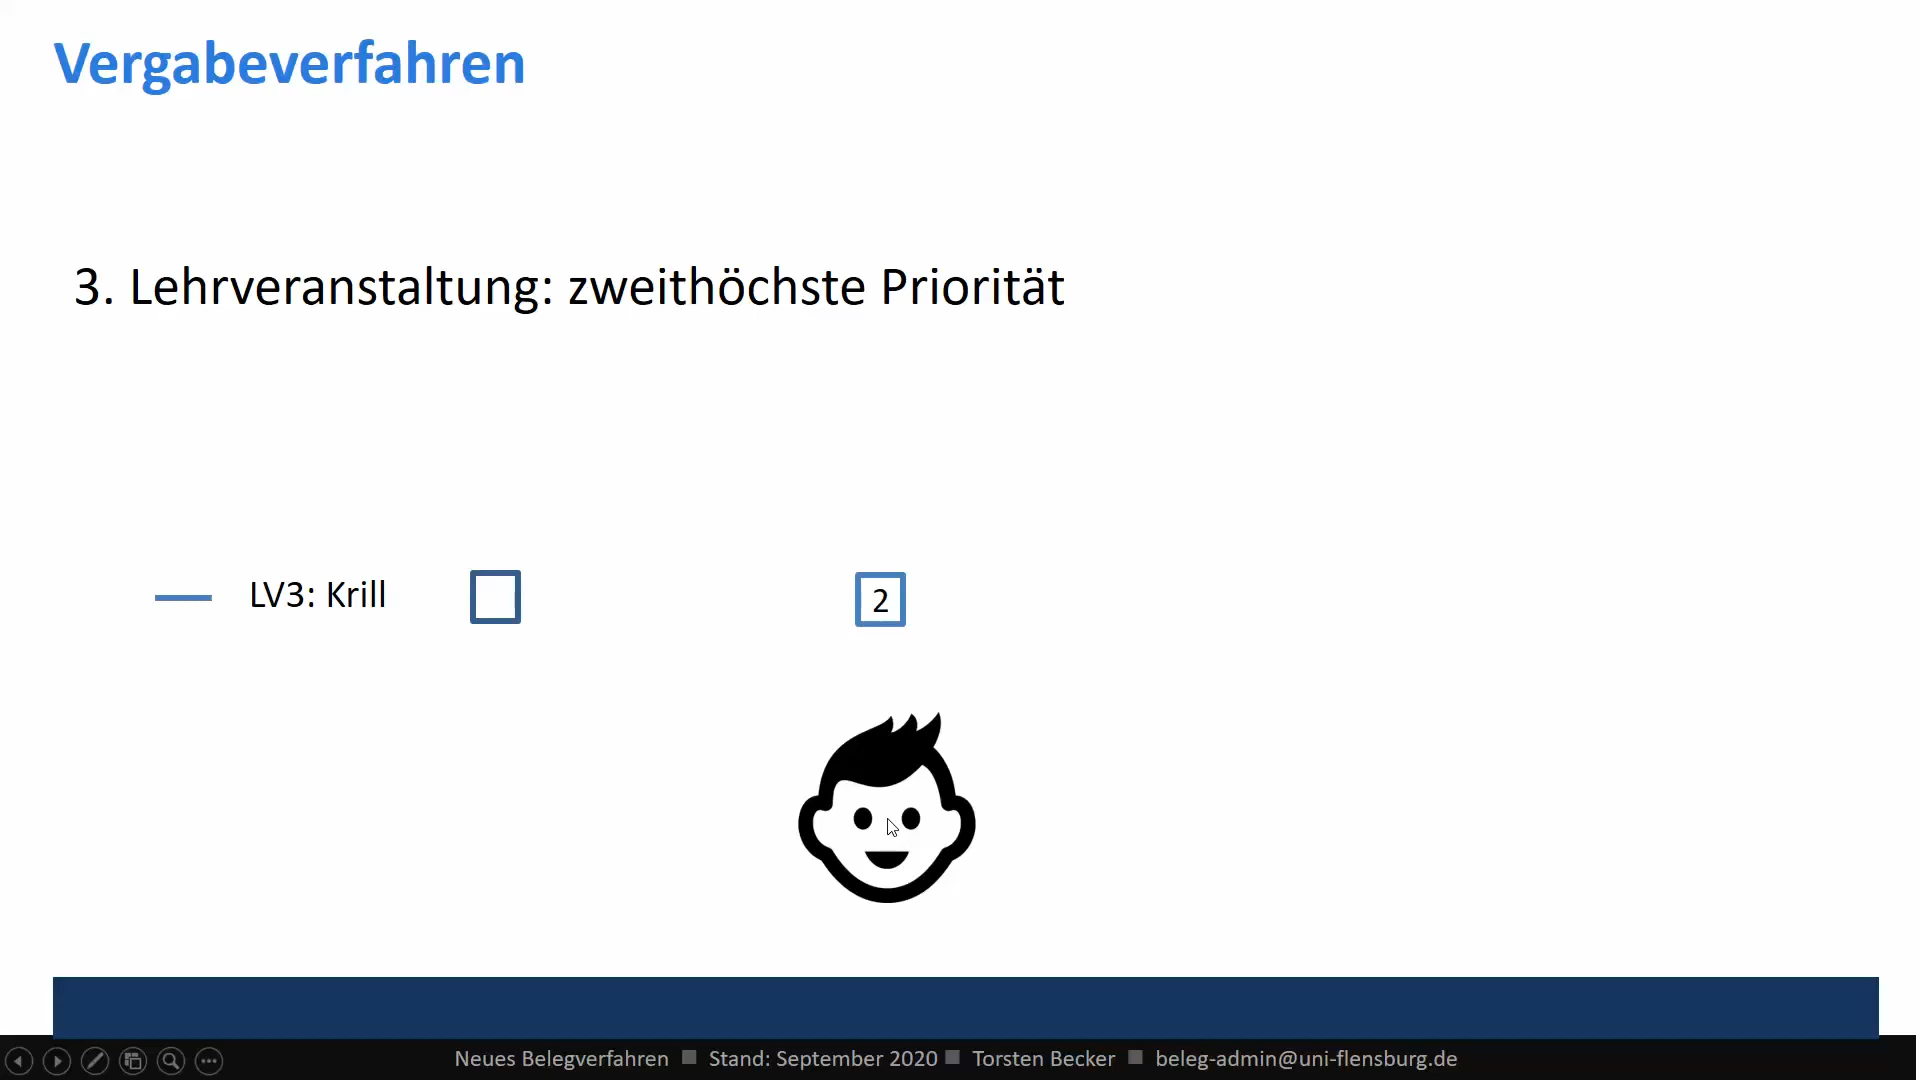 Vergabeverfahren
3. Lehrveranstaltung: zweithöchste Priorität
LV3: Krill
2
Neues Belegverfahren ■ Stand: September 2020 ■ Torsten Becker ■ beleg-admin@uni-flensburg.de